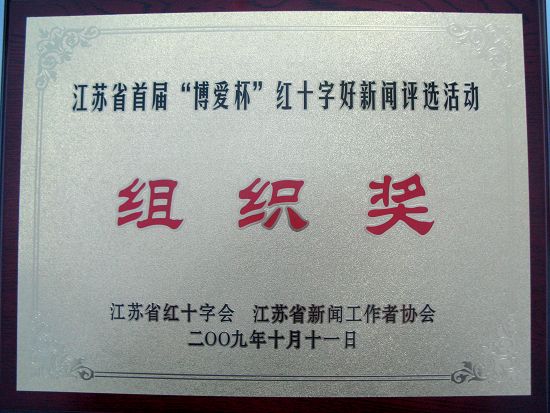 江苏省首届“博爱杯”红十字好新闻评选活动
组织奖
江苏省红十字会 江苏省新闻工作者协会
二〇〇九年十月十一日